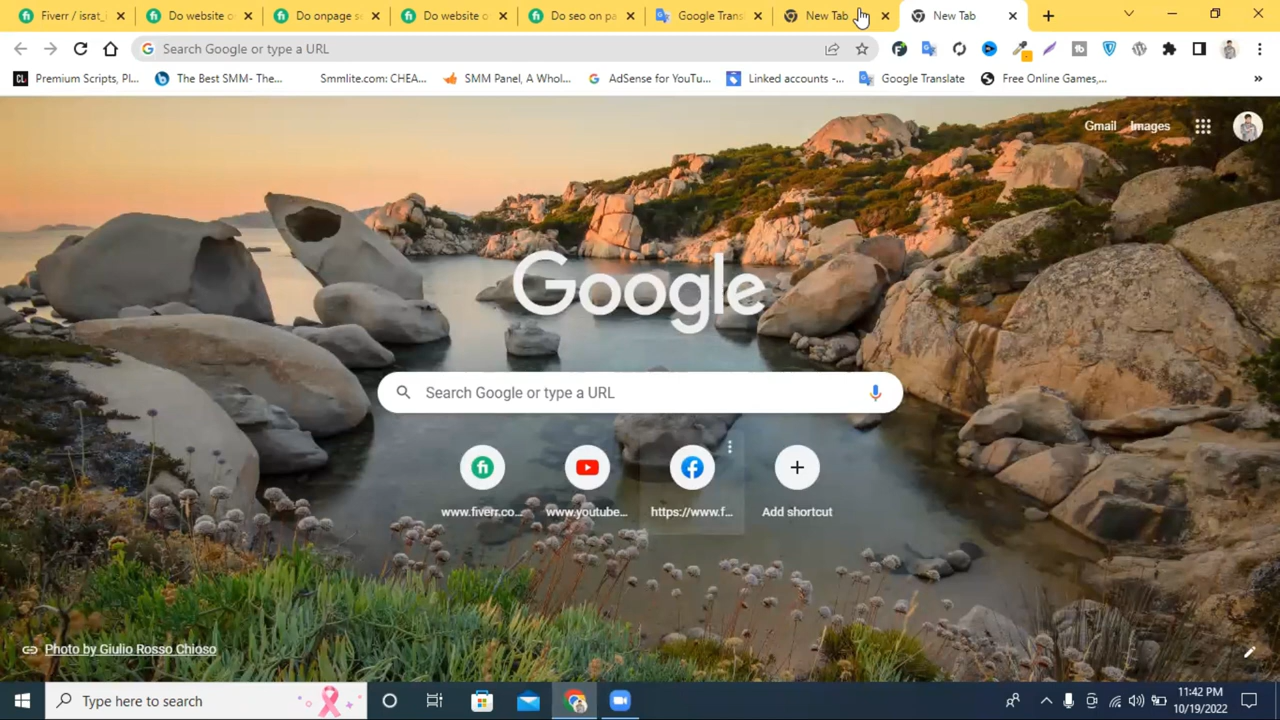 Fiverr / israt_i
Do website o
Do onpage s
Do website o
Do seo on pa
Google Trans
New Tab
New Tab
Search Google or type a URL
CL Premium Scripts, Pl...
The Best SMM- The...
Smmlite.com: CHEA...
SMM Panel, A Whol...
AdSense for YouTu...
Linked accounts -...
Google Translate
Free Online Games,...
»
Gmail Images
Google
Search Google or type a URL
www.fiverr.co...
www.youtube...
https://www.f...
Add shortcut
Photo by Giulio Rosso Chioso
Type here to search
11:42 PM
10/19/2022